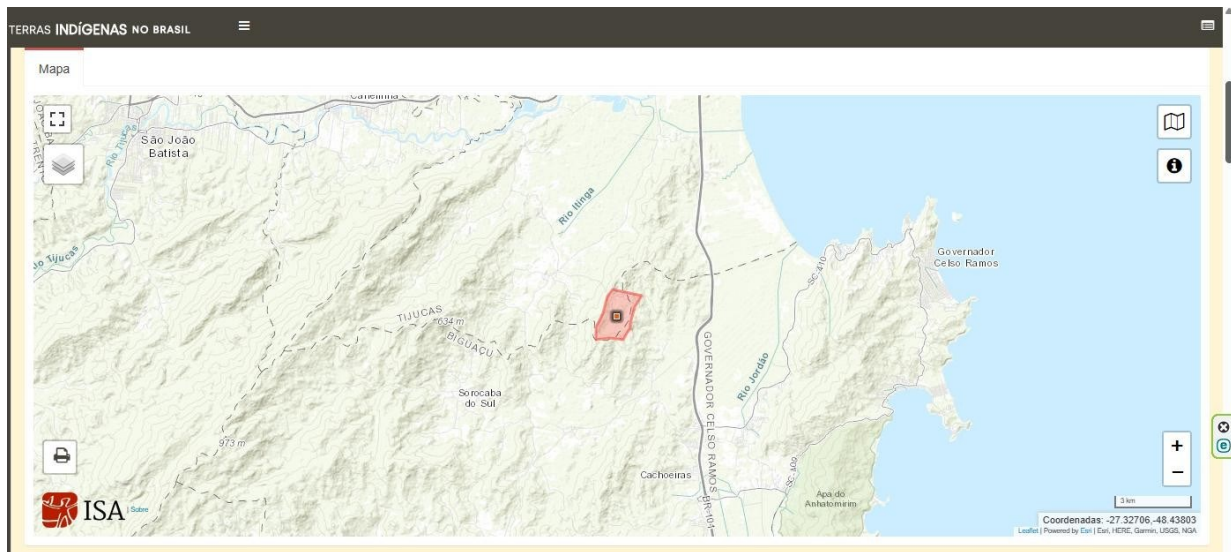 TERRAS INDÍGENAS NO BRASIL
Mapa
São João
Batista
Rio Tijucas
Rio Itinga
Governador
Celso Ramos
SC-410
TIJUCAS
634 m
BIGUAÇU
GOVERNADOR CELSO RAMOS
Rio Jordão
Sorocaba
do Sul
973 m
Cachoeiras
SC-400
BR-101
Apa do
Anhatomirim
+
−
ISA | Sobre
3 km
Coordenadas: -27.32706,-48.43803
Leaflet | Powered by Esri | Esri, HERE, Garmin, USGS, NGA